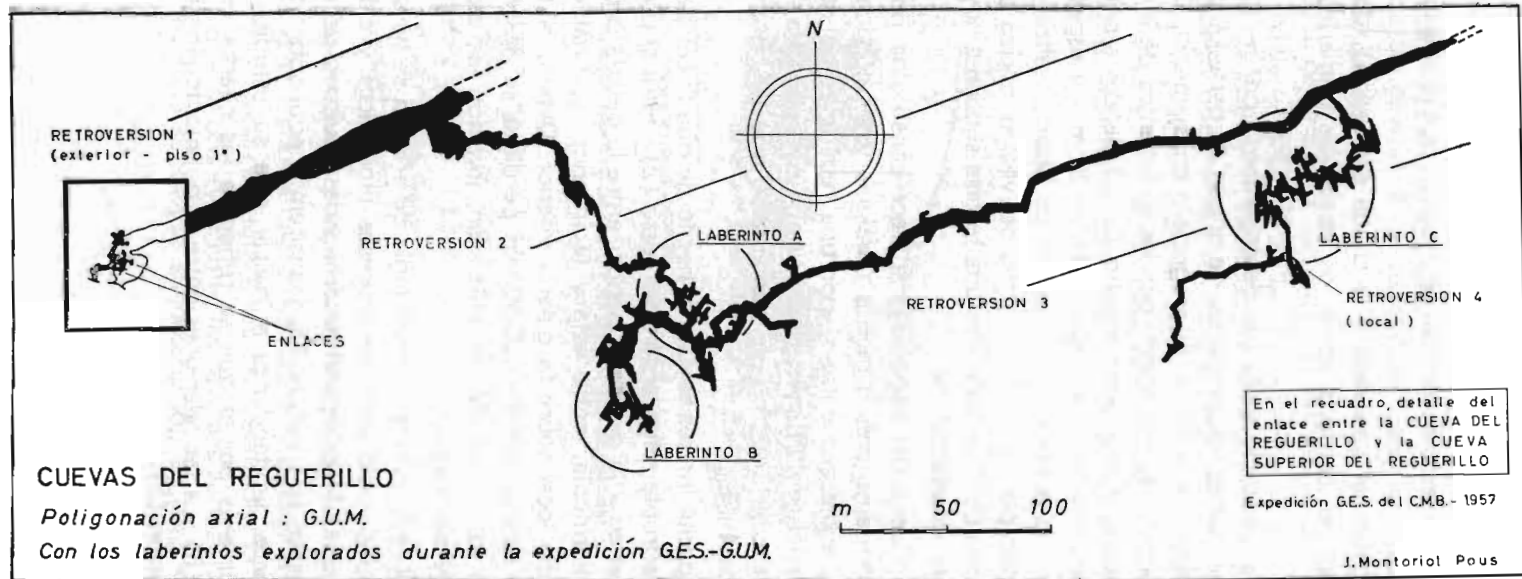 N
RETROVERSION 1
(exterior - piso 1º)
RETROVERSION 2
LABERINTO A
LABERINTO C
RETROVERSION 3
RETROVERSION 4
(local)
ENLACES
LABERINTO B
En el recuadro, detalle del
enlace entre la CUEVA DEL
REGUERILLO y la CUEVA
SUPERIOR DEL REGUERILLO
CUEVAS DEL REGUERILLO
Poligonación axial : G.U.M.
Con los laberintos explorados durante la expedición G.E.S.-G.U.M.
m 50 100
Expedición G.E.S. del C.M.B.- 1957
J. Montoriol Pous